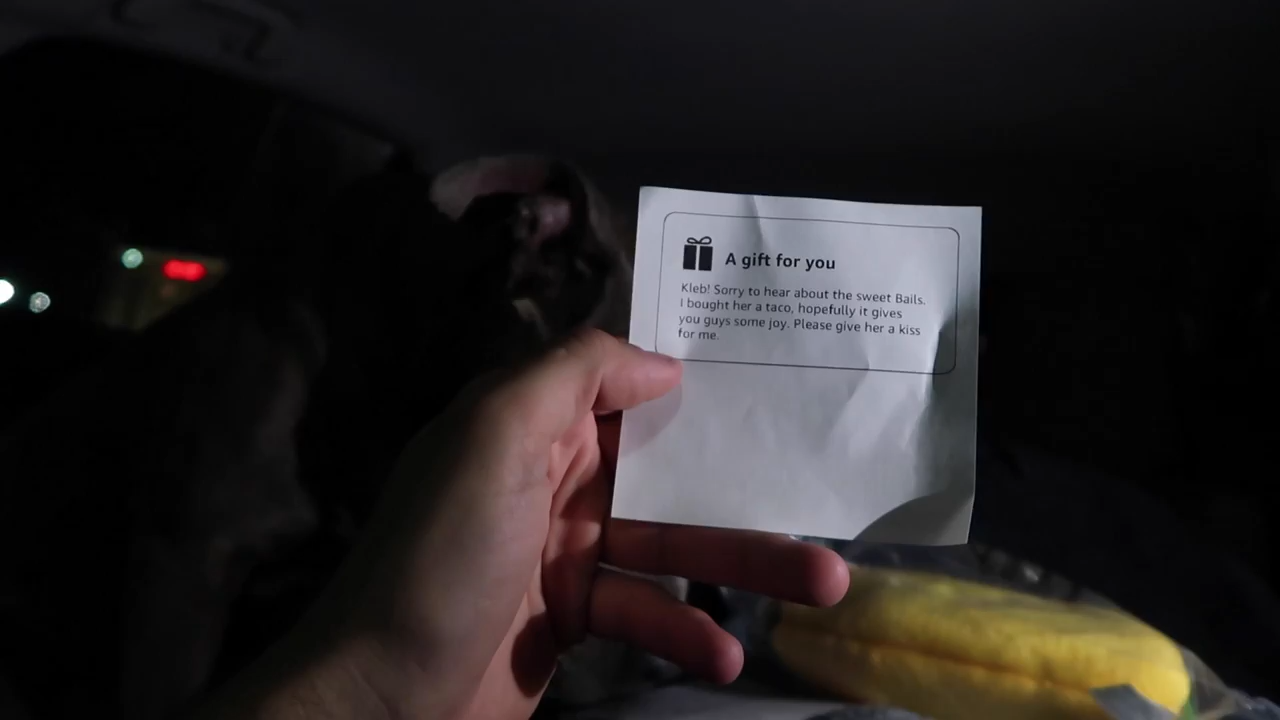 A gift for you
Kleb! Sorry to hear about the sweet Bails.
I bought her a taco, hopefully it gives
you guys some joy. Please give her a kiss
for me.